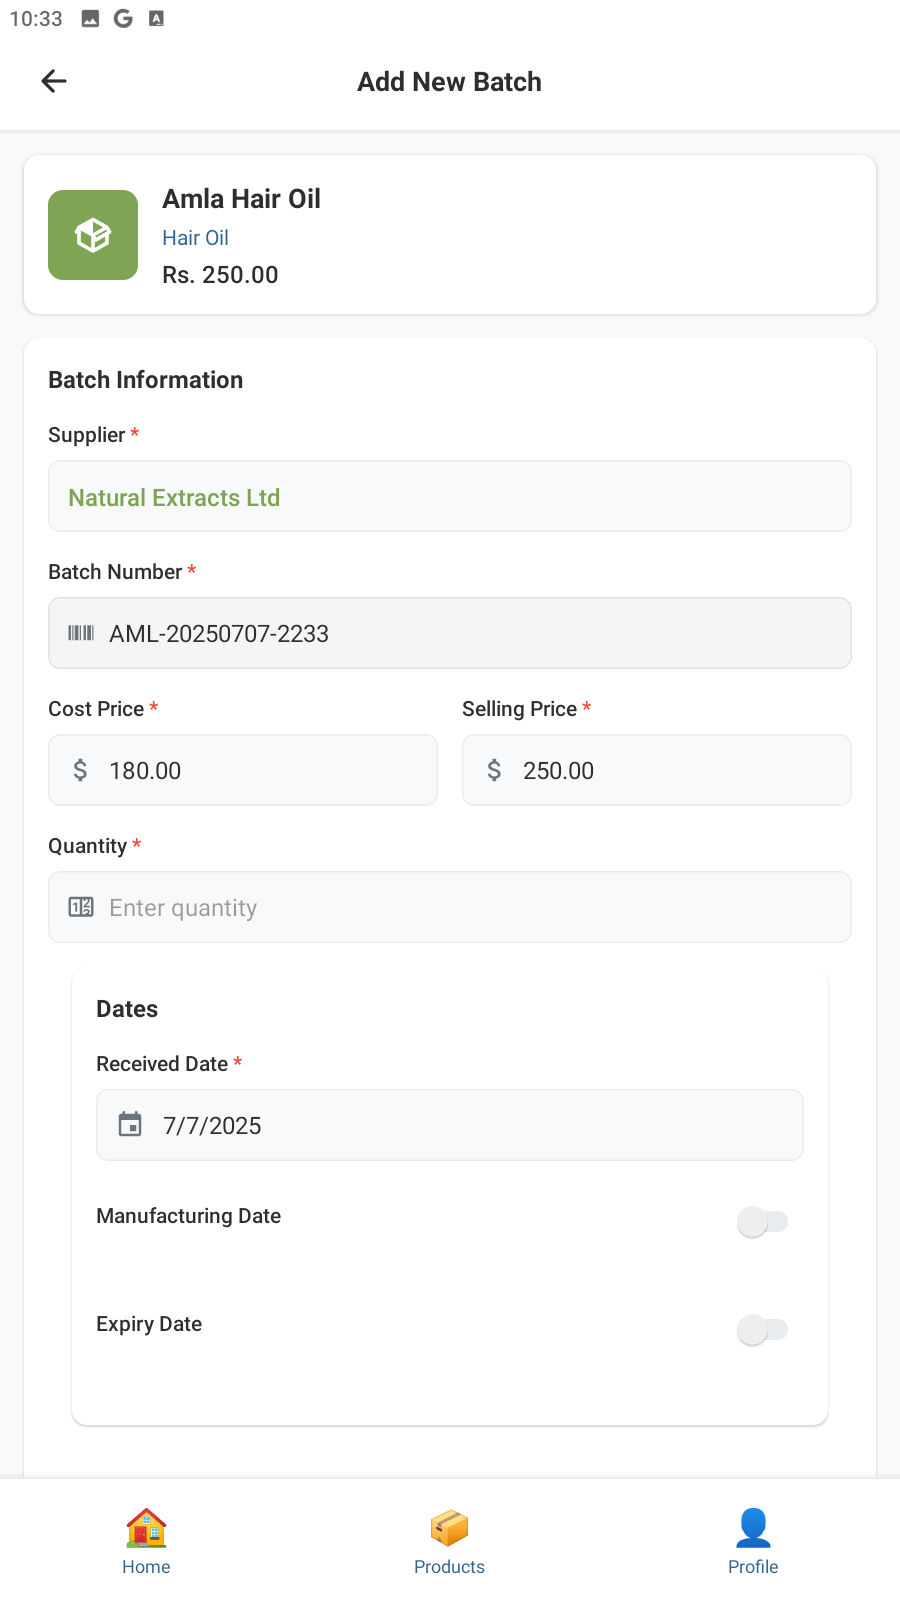 10:33
Add New Batch
Amla Hair Oil
Hair Oil
Rs. 250.00
Batch Information
Supplier *
Natural Extracts Ltd
Batch Number *
AML-20250707-2233
Cost Price *
Selling Price *
$ 180.00
$ 250.00
Quantity *
Enter quantity
Dates
Received Date *
7/7/2025
Manufacturing Date
Expiry Date
Home
Products
Profile